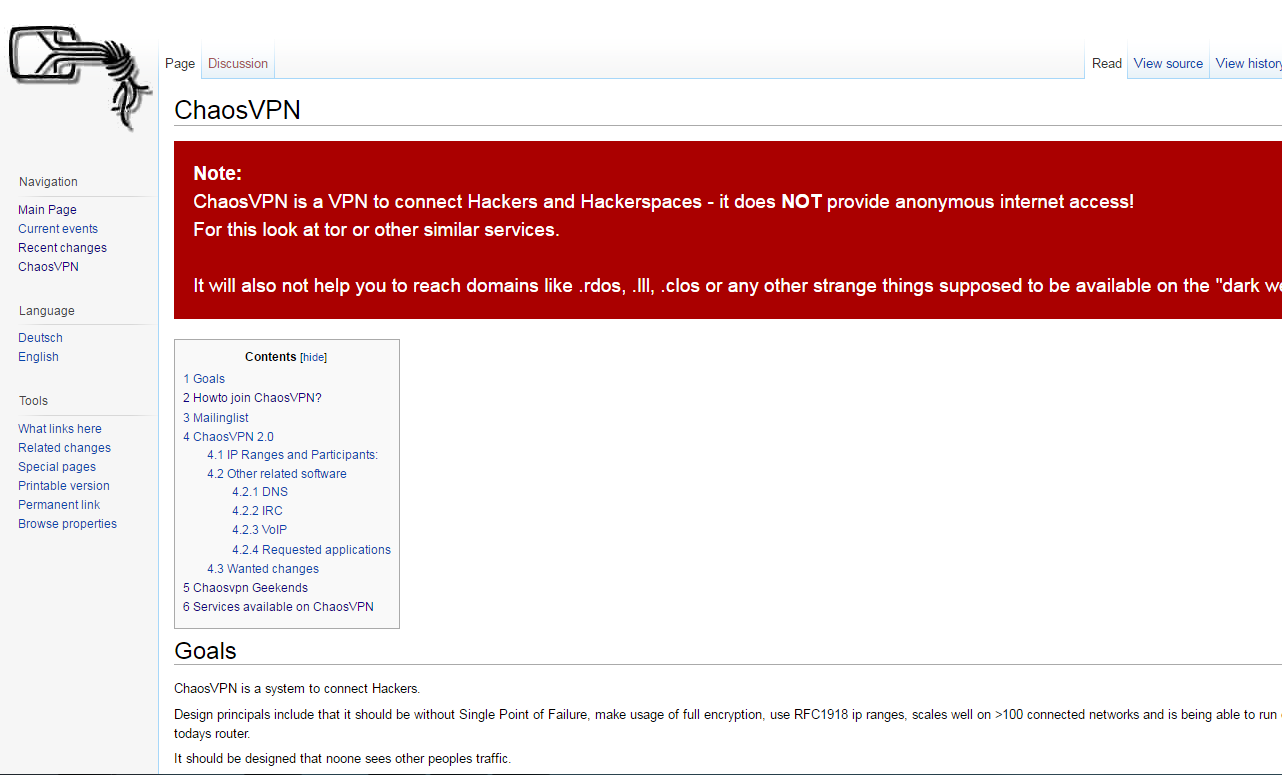 Page
Discussion
Read
View source
View history
ChaosVPN
Note:
ChaosVPN is a VPN to connect Hackers and Hackerspaces - it does NOT provide anonymous internet access!
For this look at tor or other similar services.
It will also not help you to reach domains like .rdos, .lll, .clos or any other strange things supposed to be available on the "dark
Navigation
Main Page
Current events
Recent changes
ChaosVPN
Language
Deutsch
English
Tools
What links here
Related changes
Special pages
Printable version
Permanent link
Browse properties
Contents [hide]
1 Goals
2 Howto join ChaosVPN?
3 Mailinglist
4 ChaosVPN 2.0
4.1 IP Ranges and Participants:
4.2 Other related software
4.2.1 DNS
4.2.2 IRC
4.2.3 VoIP
4.2.4 Requested applications
4.3 Wanted changes
5 Chaosvpn Geekends
6 Services available on ChaosVPN
Goals
ChaosVPN is a system to connect Hackers.
Design principals include that it should be without Single Point of Failure, make usage of full encryption, use RFC1918 ip ranges, scales well on >100 connected networks and is being able to run
todays router.
It should be designed that noone sees other peoples traffic.